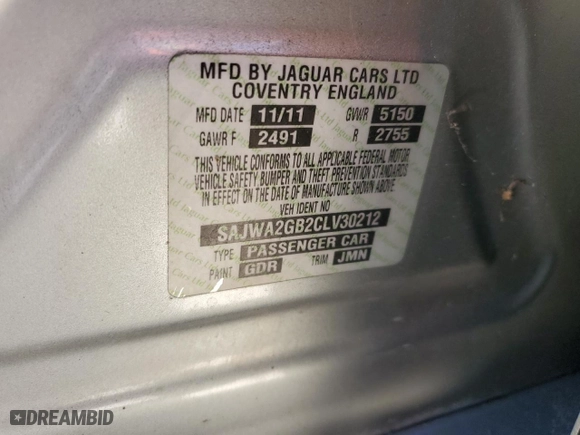 MFD BY JAGUAR CARS LTD
COVENTRY ENGLAND
MFD DATE 11/11 GVWR 5150
GAWR F 2491 R 2755
THIS VEHICLE CONFORMS TO ALL APPLICABLE FEDERAL MOTOR
VEHICLE SAFETY BUMPER AND THEFT PREVENTION STANDARDS
IN EFFECT ON THE DATE OF MANUFACTURE SHOWN ABOVE
VEH IDENT NO
SAJWA2GB2CLV30212
TYPE PASSENGER CAR
PAINT GDR TRIM JMN
DREAMBID